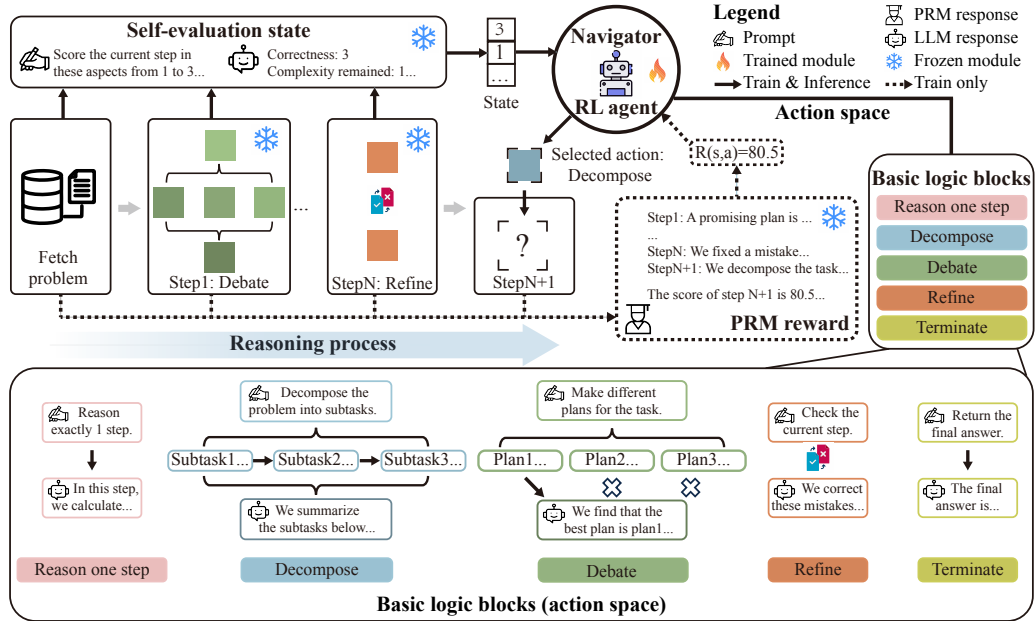 Self-evaluation state
Score the current step in
these aspects from 1 to 3...
Correctness: 3
Complexity remained: 1...
3
1
...
State
Navigator
RL agent
Legend
Prompt
Trained module
Train & Inference
PRM response
LLM response
Frozen module
Train only
Action space
R(s,a)=80.5
Selected action:
Decompose
Fetch
problem
Step1: Debate
...
StepN: Refine
?
StepN+1
Step1: A promising plan is ...
...
StepN: We fixed a mistake...
StepN+1: We decompose the task...
The score of step N+1 is 80.5...
PRM reward
Basic logic blocks
Reason one step
Decompose
Debate
Refine
Terminate
Reasoning process
Reason
exactly 1 step.
In this step,
we calculate...
Reason one step
Decompose the
problem into subtasks.
Subtask1...
Subtask2...
Subtask3...
We summarize
the subtasks below...
Decompose
Make different
plans for the task.
Plan1...
Plan2...
Plan3...
We find that the
best plan is plan1...
Debate
Check the
current step.
We correct
these mistakes...
Refine
Return the
final answer.
The final
answer is...
Terminate
Basic logic blocks (action space)